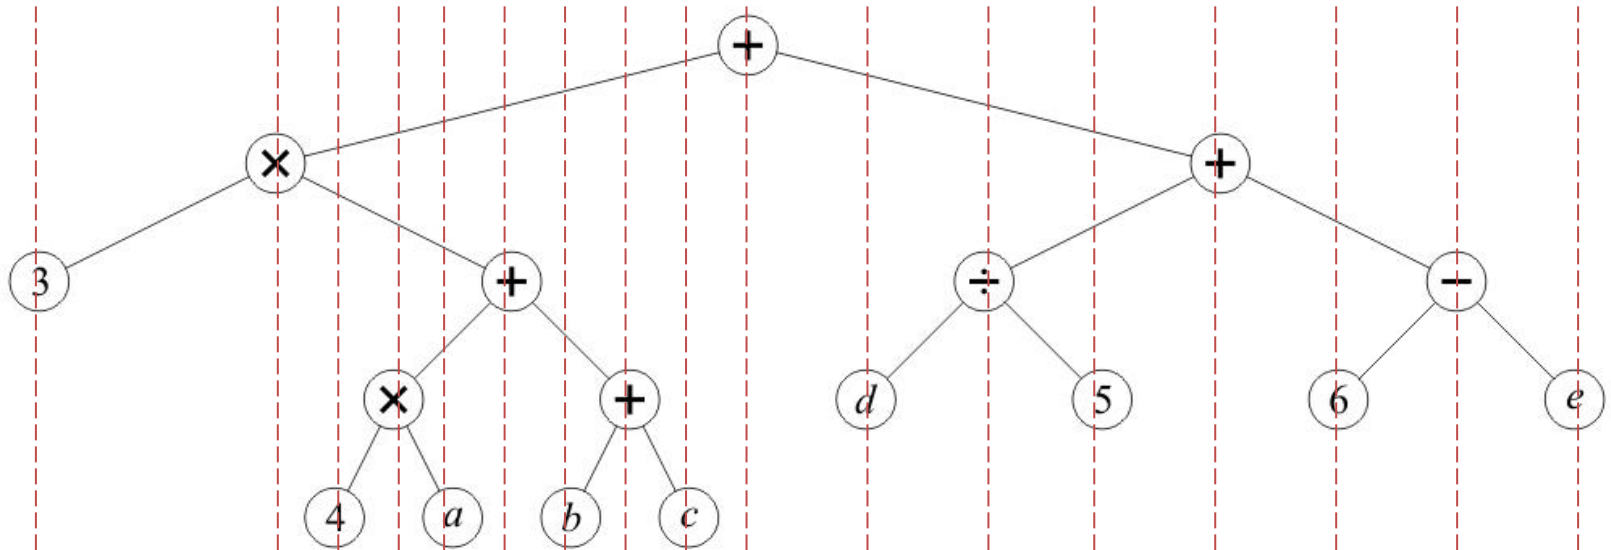 +
× +
3 + ÷ −
× + d 5 6 e
4 a b c